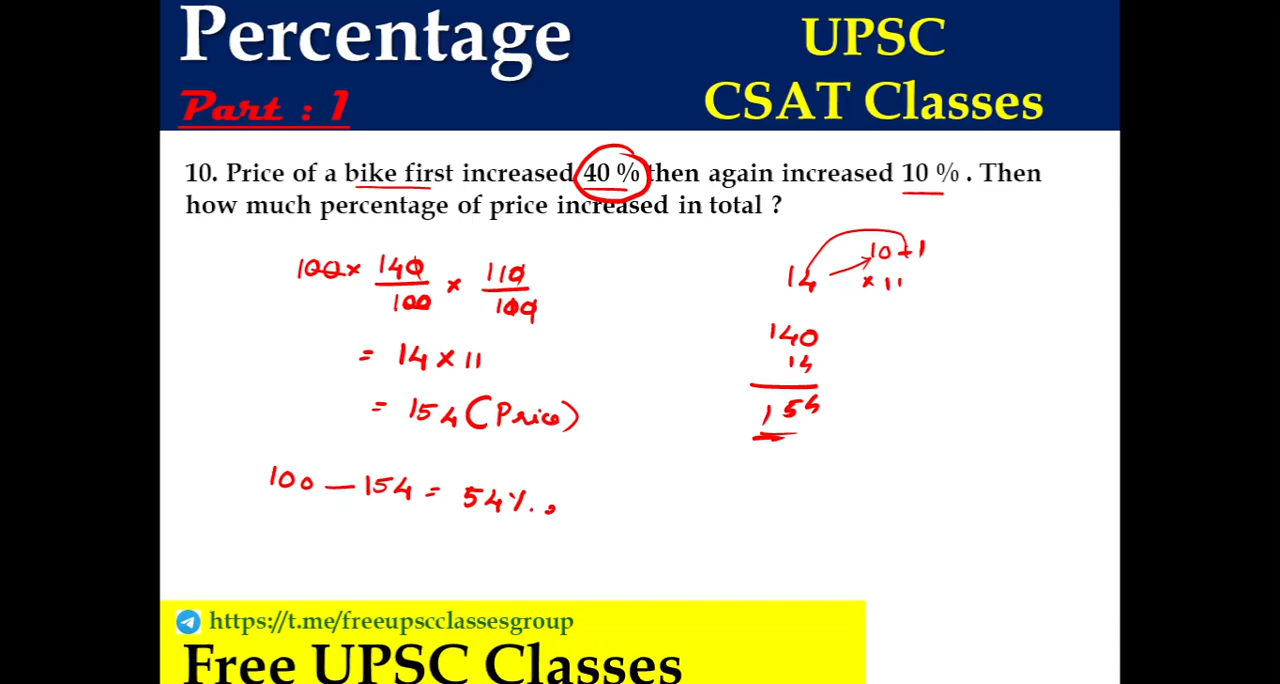 Percentage
Part : 1
UPSC
CSAT Classes
10. Price of a bike first increased 40 % then again increased 10 % . Then
how much percentage of price increased in total ?
100 × 140/100 × 110/100
= 14 × 11
= 154 (Price)
100 — 154 = 54%.,
10 + 1
14 × 11
140
14
154
https://t.me/freeupscclassesgroup
Free UPSC Classes